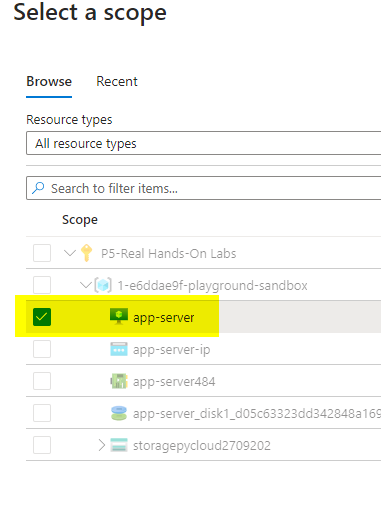 Select a scope
Browse Recent
Resource types
All resource types
Search to filter items...
Scope
P5-Real Hands-On Labs
1-e6ddae9f-playground-sandbox
app-server
app-server-ip
app-server484
app-server_disk1_d05c63323dd342848a169
storagepycloud2709202